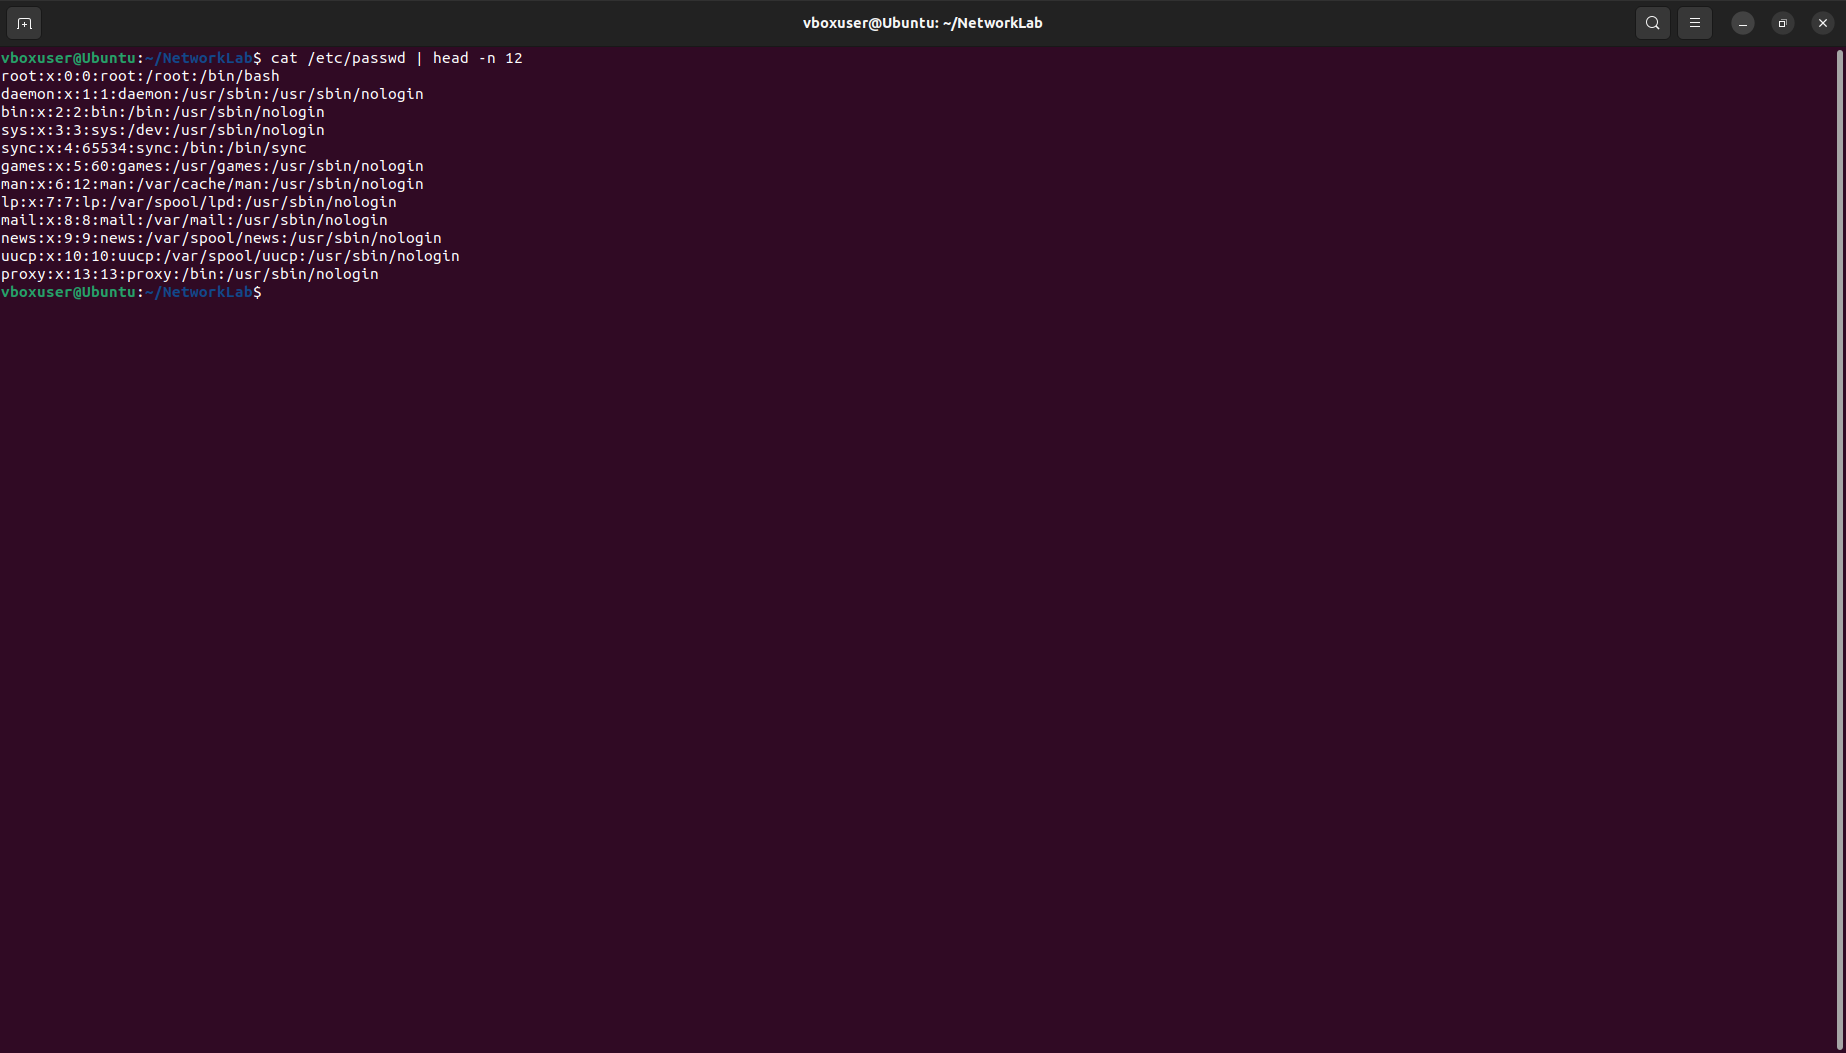 vboxuser@Ubuntu: ~/NetworkLab
vboxuser@Ubuntu:~/NetworkLab$ cat /etc/passwd | head -n 12
root:x:0:0:root:/root:/bin/bash
daemon:x:1:1:daemon:/usr/sbin:/usr/sbin/nologin
bin:x:2:2:bin:/bin:/usr/sbin/nologin
sys:x:3:3:sys:/dev:/usr/sbin/nologin
sync:x:4:65534:sync:/bin:/bin/sync
games:x:5:60:games:/usr/games:/usr/sbin/nologin
man:x:6:12:man:/var/cache/man:/usr/sbin/nologin
lp:x:7:7:lp:/var/spool/lpd:/usr/sbin/nologin
mail:x:8:8:mail:/var/mail:/usr/sbin/nologin
news:x:9:9:news:/var/spool/news:/usr/sbin/nologin
uucp:x:10:10:uucp:/var/spool/uucp:/usr/sbin/nologin
proxy:x:13:13:proxy:/bin:/usr/sbin/nologin
vboxuser@Ubuntu:~/NetworkLab$